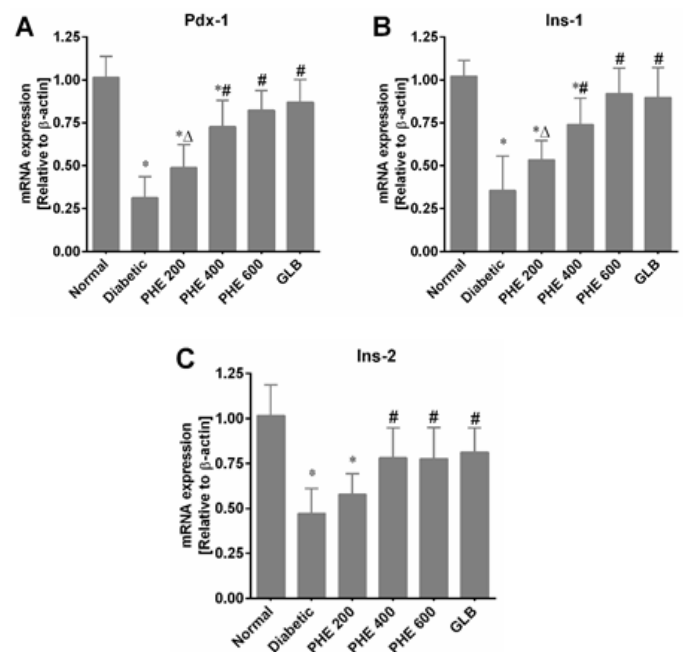 A
Pdx-1
mRNA expression
[Relative to β-actin]
1.25
1.00
0.75
0.50
0.25
0.00
*
*Δ
*#
#
#
Normal
Diabetic
PHE 200
PHE 400
PHE 600
GLB
B
Ins-1
mRNA expression
[Relative to β-actin]
1.25
1.00
0.75
0.50
0.25
0.00
*
*Δ
*#
#
#
Normal
Diabetic
PHE 200
PHE 400
PHE 600
GLB
C
Ins-2
mRNA expression
[Relative to β-actin]
1.25
1.00
0.75
0.50
0.25
0.00
*
*
#
#
#
Normal
Diabetic
PHE 200
PHE 400
PHE 600
GLB